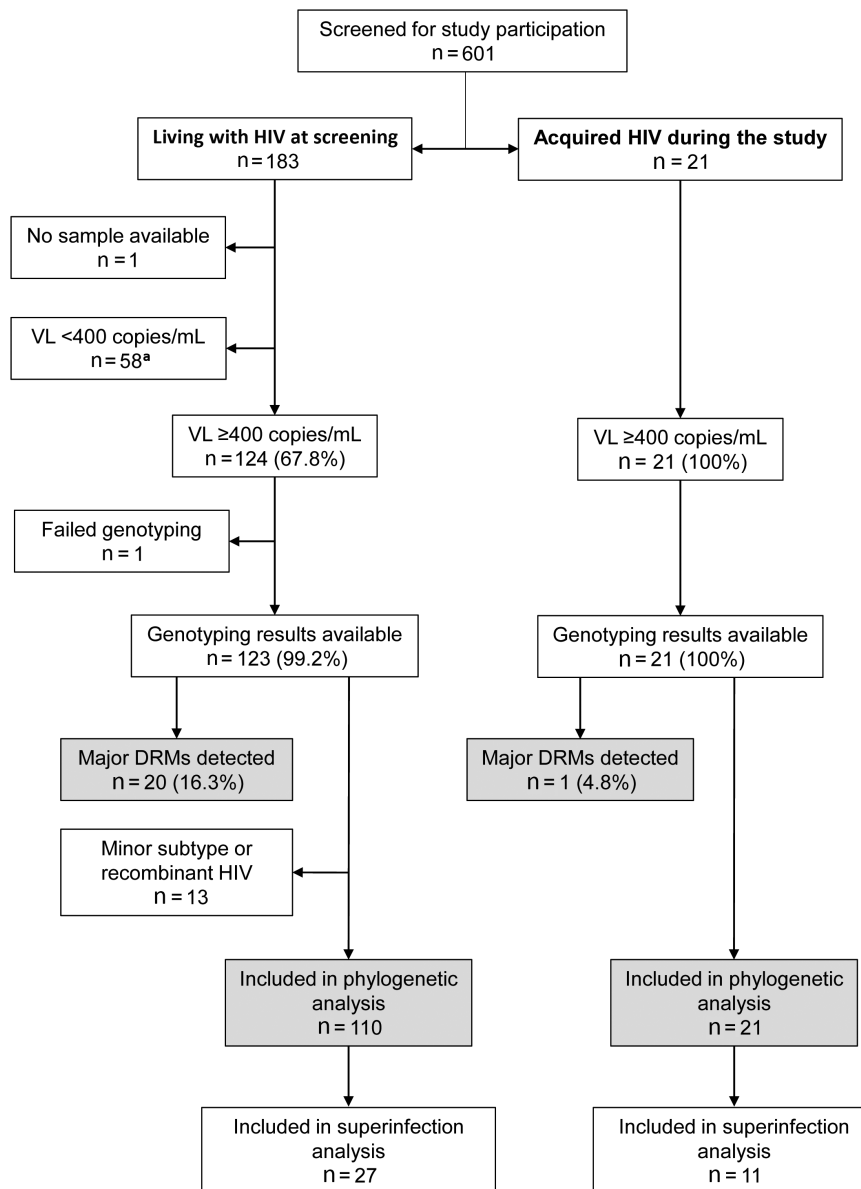 Screened for study participation
n = 601
Living with HIV at screening
n = 183
Acquired HIV during the study
n = 21
No sample available
n = 1
VL <400 copies/mL
n = 58ª
VL ≥400 copies/mL
n = 124 (67.8%)
VL ≥400 copies/mL
n = 21 (100%)
Failed genotyping
n = 1
Genotyping results available
n = 123 (99.2%)
Genotyping results available
n = 21 (100%)
Major DRMs detected
n = 20 (16.3%)
Major DRMs detected
n = 1 (4.8%)
Minor subtype or
recombinant HIV
n = 13
Included in phylogenetic
analysis
n = 110
Included in phylogenetic
analysis
n = 21
Included in superinfection
analysis
n = 27
Included in superinfection
analysis
n = 11